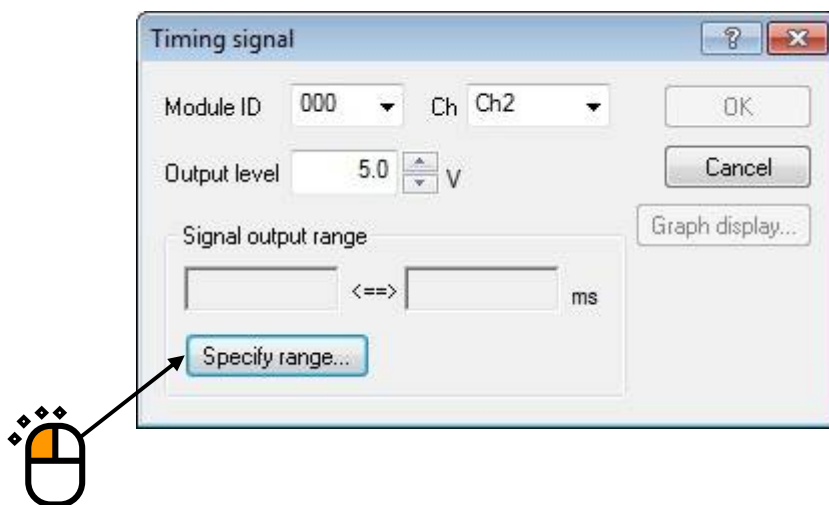 Timing signal
Module ID 000 Ch Ch2 OK
Output level 5.0 V Cancel
Graph display...
Signal output range
<==> ms
Specify range...